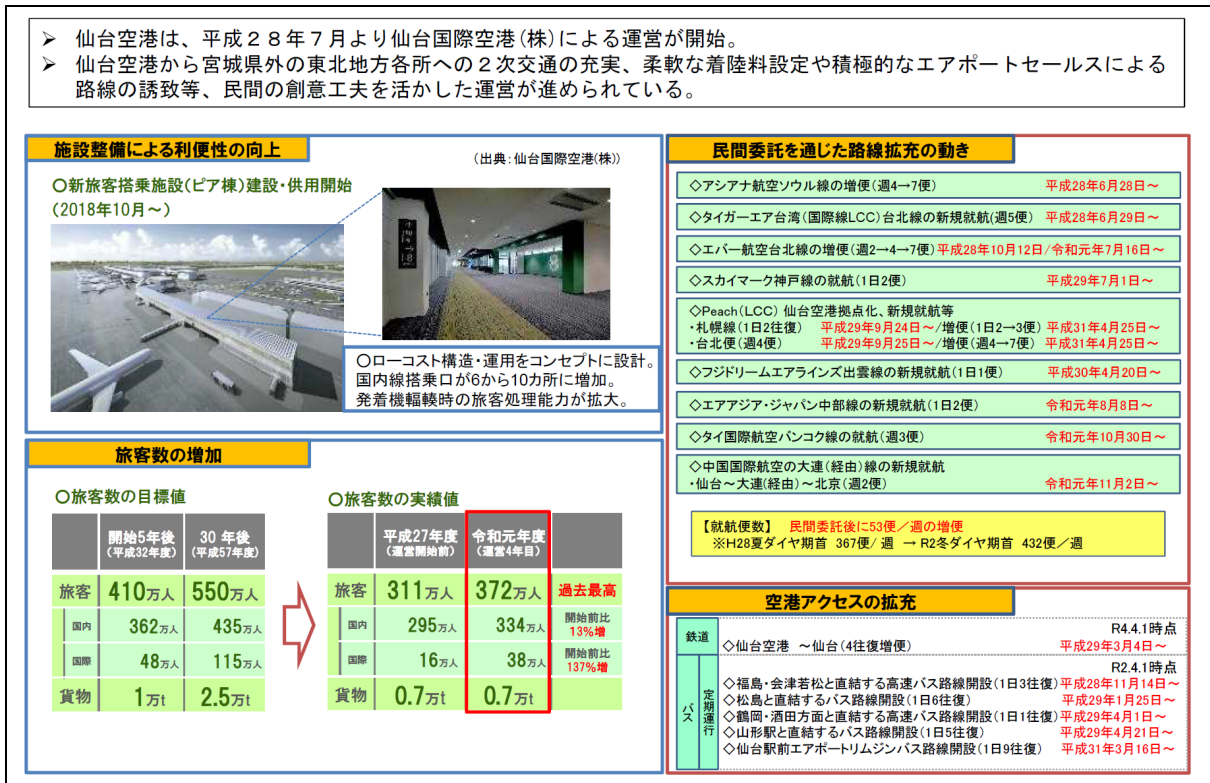 ➢ 仙台空港は、平成２８年７月より仙台国際空港(株)による運営が開始。
➢ 仙台空港から宮城県外の東北地方各所への２次交通の充実、柔軟な着陸料設定や積極的なエアポートセールスによる
路線の誘致等、民間の創意工夫を活かした運営が進められている。
施設整備による利便性の向上
(出典：仙台国際空港(株))
○新旅客搭乗施設(ピア棟)建設・供用開始
(2018年10月～)
○ローコスト構造・運用をコンセプトに設計。
国内線搭乗口が6から10カ所に増加。
発着機輻輳時の旅客処理能力が拡大。
旅客数の増加
○旅客数の目標値
開始5年後 30 年後
(平成32年度) (平成57年度)
旅客 410万人 550万人
国内 362万人 435万人
国際 48万人 115万人
貨物 1万t 2.5万t
○旅客数の実績値
平成27年度 令和元年度
(運営開始前) (運営4年目)
旅客 311万人 372万人 過去最高
国内 295万人 334万人 開始前比
13%増
国際 16万人 38万人 開始前比
137%増
貨物 0.7万t 0.7万t
民間委託を通じた路線拡充の動き
◇アシアナ航空ソウル線の増便(週4→7便) 平成28年6月28日～
◇タイガーエア台湾(国際線LCC)台北線の新規就航(週5便) 平成28年6月29日～
◇エバー航空台北線の増便(週2→4→7便) 平成28年10月12日/令和元年7月16日～
◇スカイマーク神戸線の就航(1日2便) 平成29年7月1日～
◇Peach(LCC) 仙台空港拠点化、新規就航等
・札幌線(1日2往復) 平成29年9月24日～/増便(1日2→3便) 平成31年4月25日～
・台北便(週4便) 平成29年9月25日～/増便(週4→7便) 平成31年4月25日～
◇フジドリームエアラインズ出雲線の新規就航(1日1便) 平成30年4月20日～
◇エアアジア・ジャパン中部線の新規就航(1日2便) 令和元年8月8日～
◇タイ国際航空バンコク線の就航(週3便) 令和元年10月30日～
◇中国国際航空の大連(経由)線の新規就航
・仙台～大連(経由)～北京(週2便) 令和元年11月2日～
【就航便数】 民間委託後に53便／週の増便
※H28夏ダイヤ期首 367便/ 週 → R2冬ダイヤ期首 432便／週
空港アクセスの拡充
鉄道
R4.4.1時点
◇仙台空港 ～仙台(4往復増便) 平成29年3月4日～
バス 定期運行
R2.4.1時点
◇福島・会津若松と直結する高速バス路線開設(1日3往復) 平成28年11月14日～
◇松島と直結するバス路線開設(1日6往復) 平成29年1月25日～
◇鶴岡・酒田方面と直結する高速バス路線開設(1日1往復) 平成29年4月1日～
◇山形駅と直結するバス路線開設(1日5往復) 平成29年4月21日～
◇仙台駅前エアポートリムジンバス路線開設(1日9往復) 平成31年3月16日～